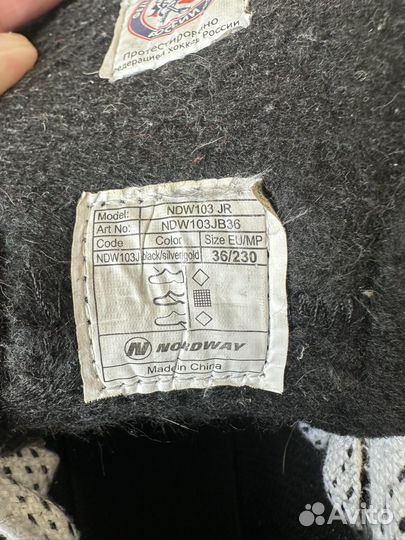 РОССИИ
Протестировано
Федерацией хоккея России
Model: NDW103 JR
Art No: NDW103JB36
Code Color Size EU/MP
NDW103J black/silver/gold 36/230
N NORDWAY
Made in China
Avito